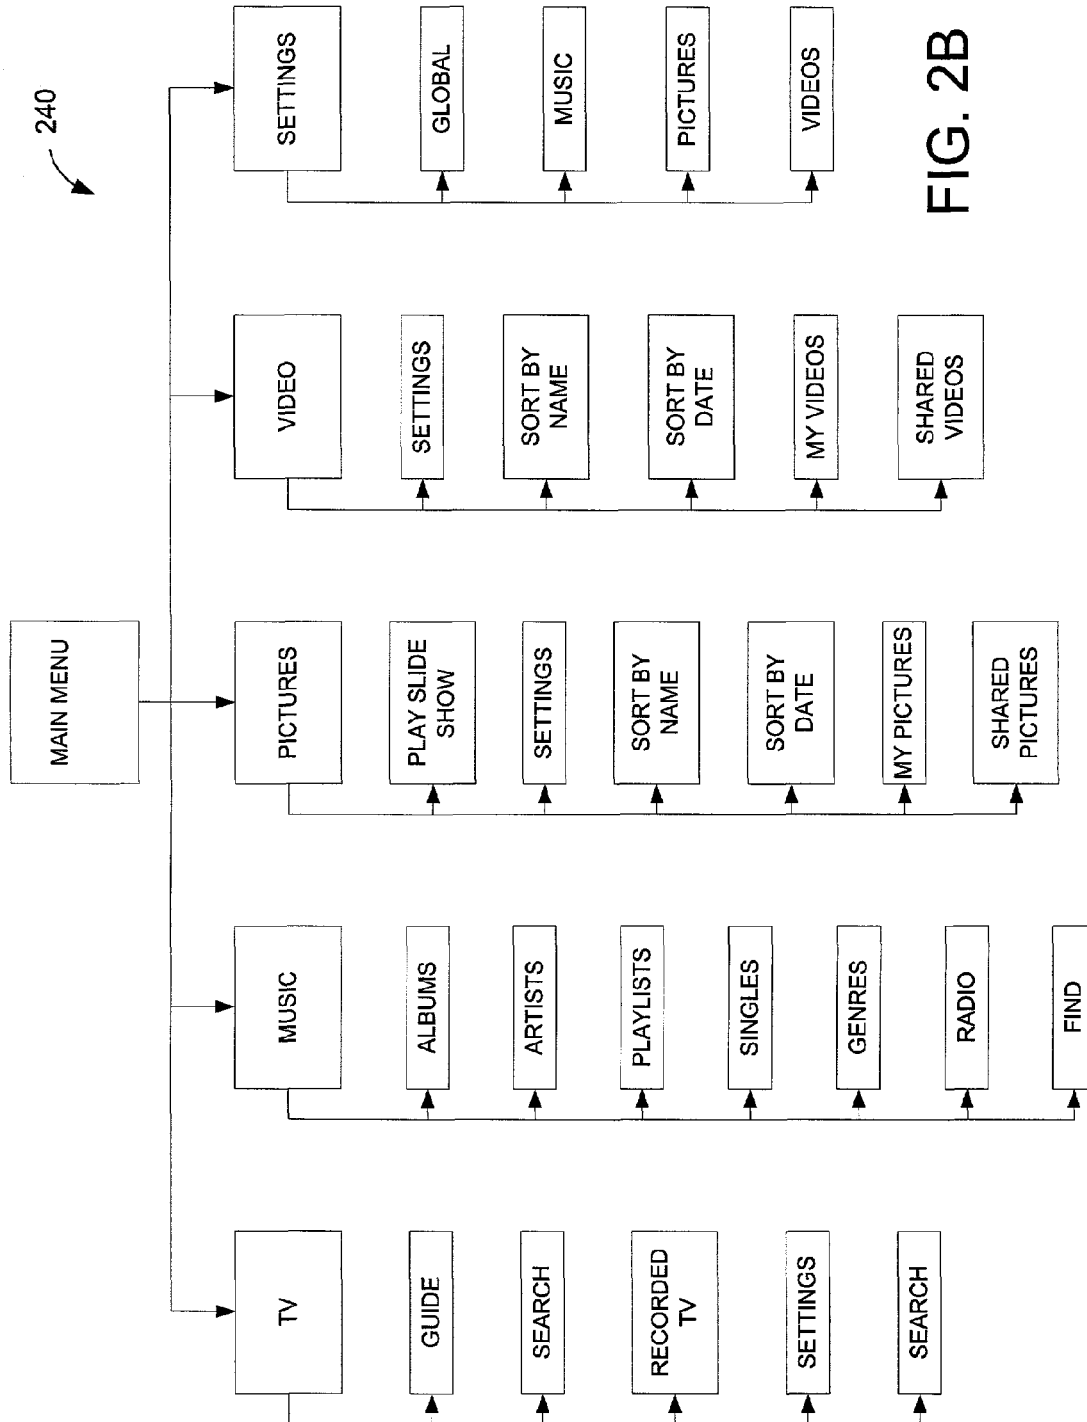 240
MAIN MENU
TV
GUIDE
SEARCH
RECORDED
TV
SETTINGS
SEARCH
MUSIC
ALBUMS
ARTISTS
PLAYLISTS
SINGLES
GENRES
RADIO
FIND
PICTURES
PLAY SLIDE
SHOW
SETTINGS
SORT BY
NAME
SORT BY
DATE
MY PICTURES
SHARED
PICTURES
VIDEO
SETTINGS
SORT BY
NAME
SORT BY
DATE
MY VIDEOS
SHARED
VIDEOS
SETTINGS
GLOBAL
MUSIC
PICTURES
VIDEOS
FIG. 2B